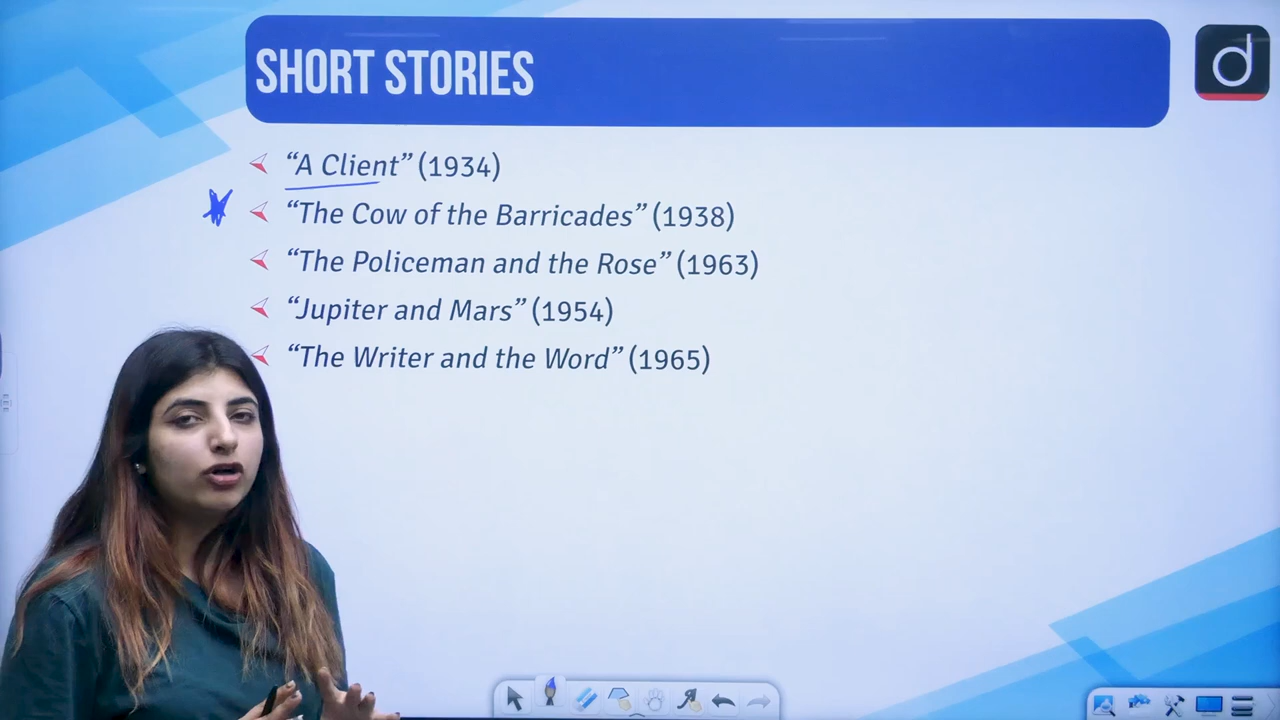 SHORT STORIES
d
“A Client” (1934)
“The Cow of the Barricades” (1938)
“The Policeman and the Rose” (1963)
“Jupiter and Mars” (1954)
“The Writer and the Word” (1965)